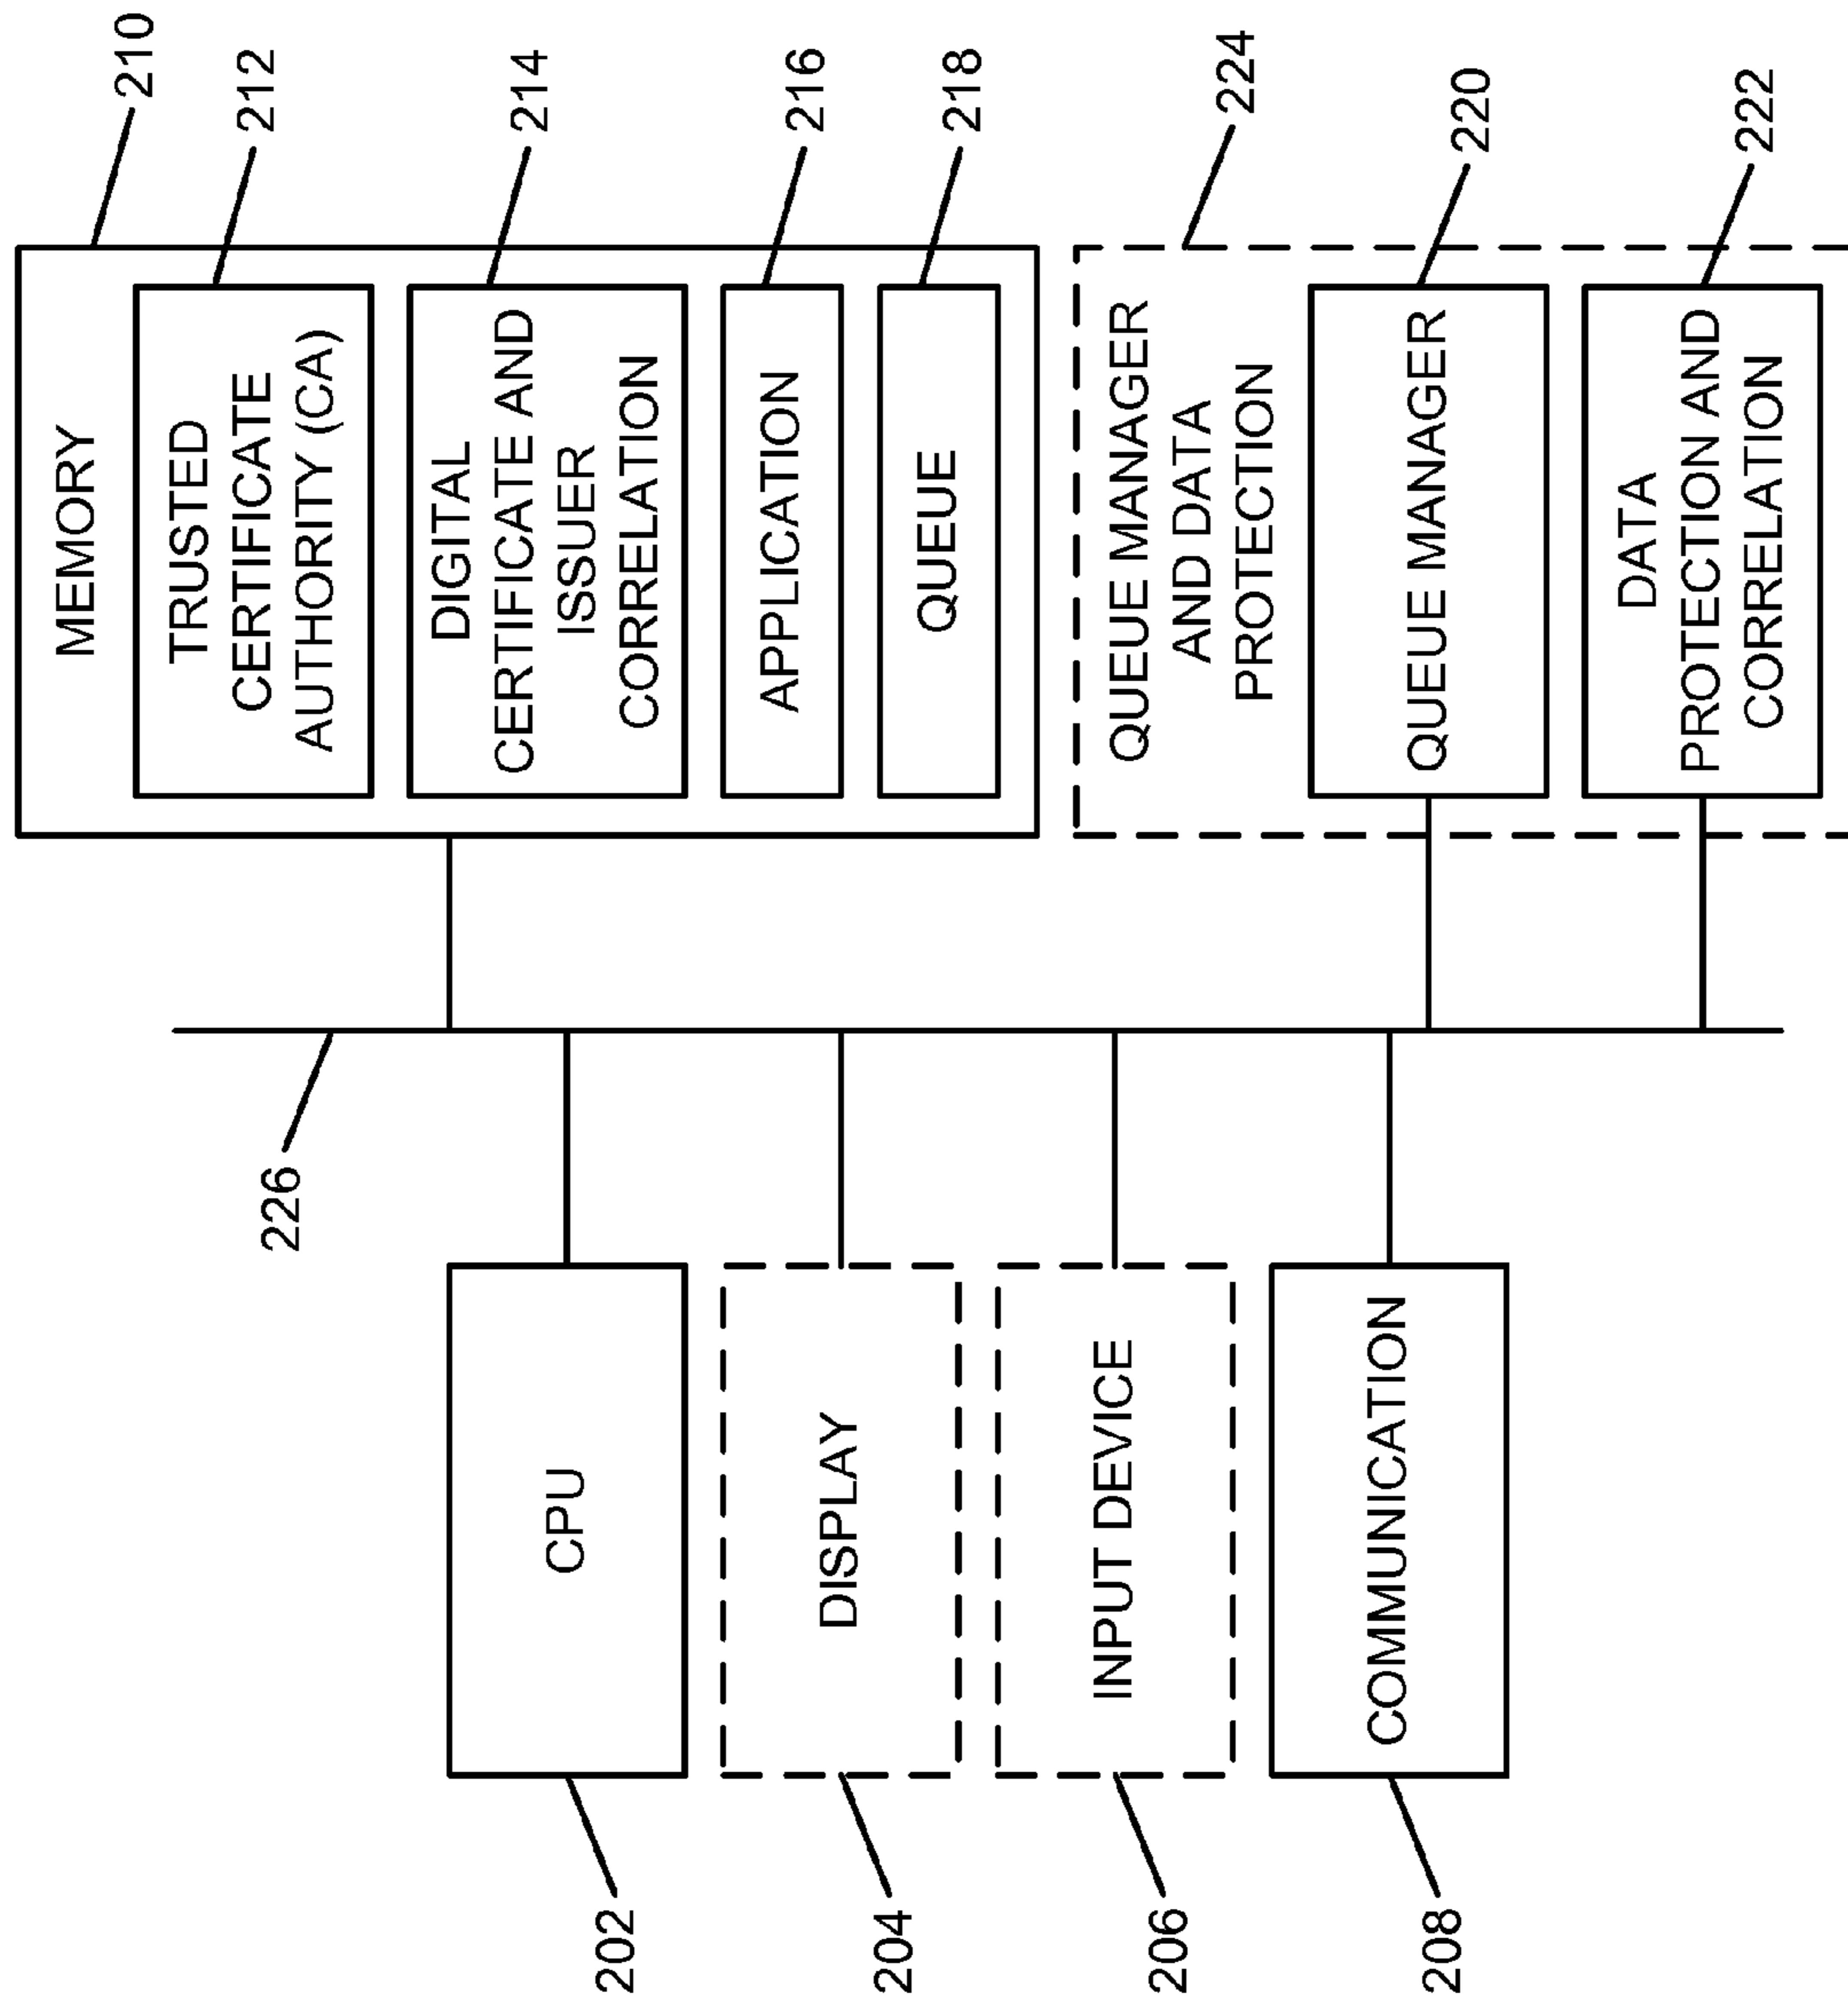 MEMORY
210
TRUSTED
CERTIFICATE
AUTHORITY (CA)
212
DIGITAL
CERTIFICATE AND
ISSUER
CORRELATION
214
APPLICATION
216
QUEUE
218
QUEUE MANAGER
AND DATA
PROTECTION
224
QUEUE MANAGER
220
DATA
PROTECTION AND
CORRELATION
222
226
CPU
202
DISPLAY
204
INPUT DEVICE
206
COMMUNICATION
208